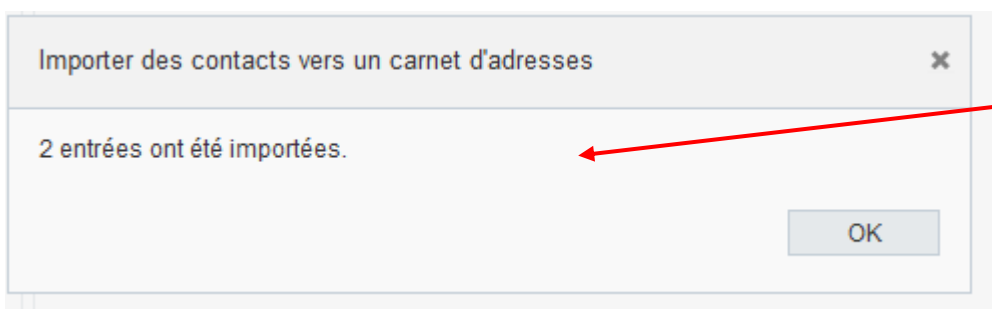 Importer des contacts vers un carnet d'adresses
2 entrées ont été importées.
OK